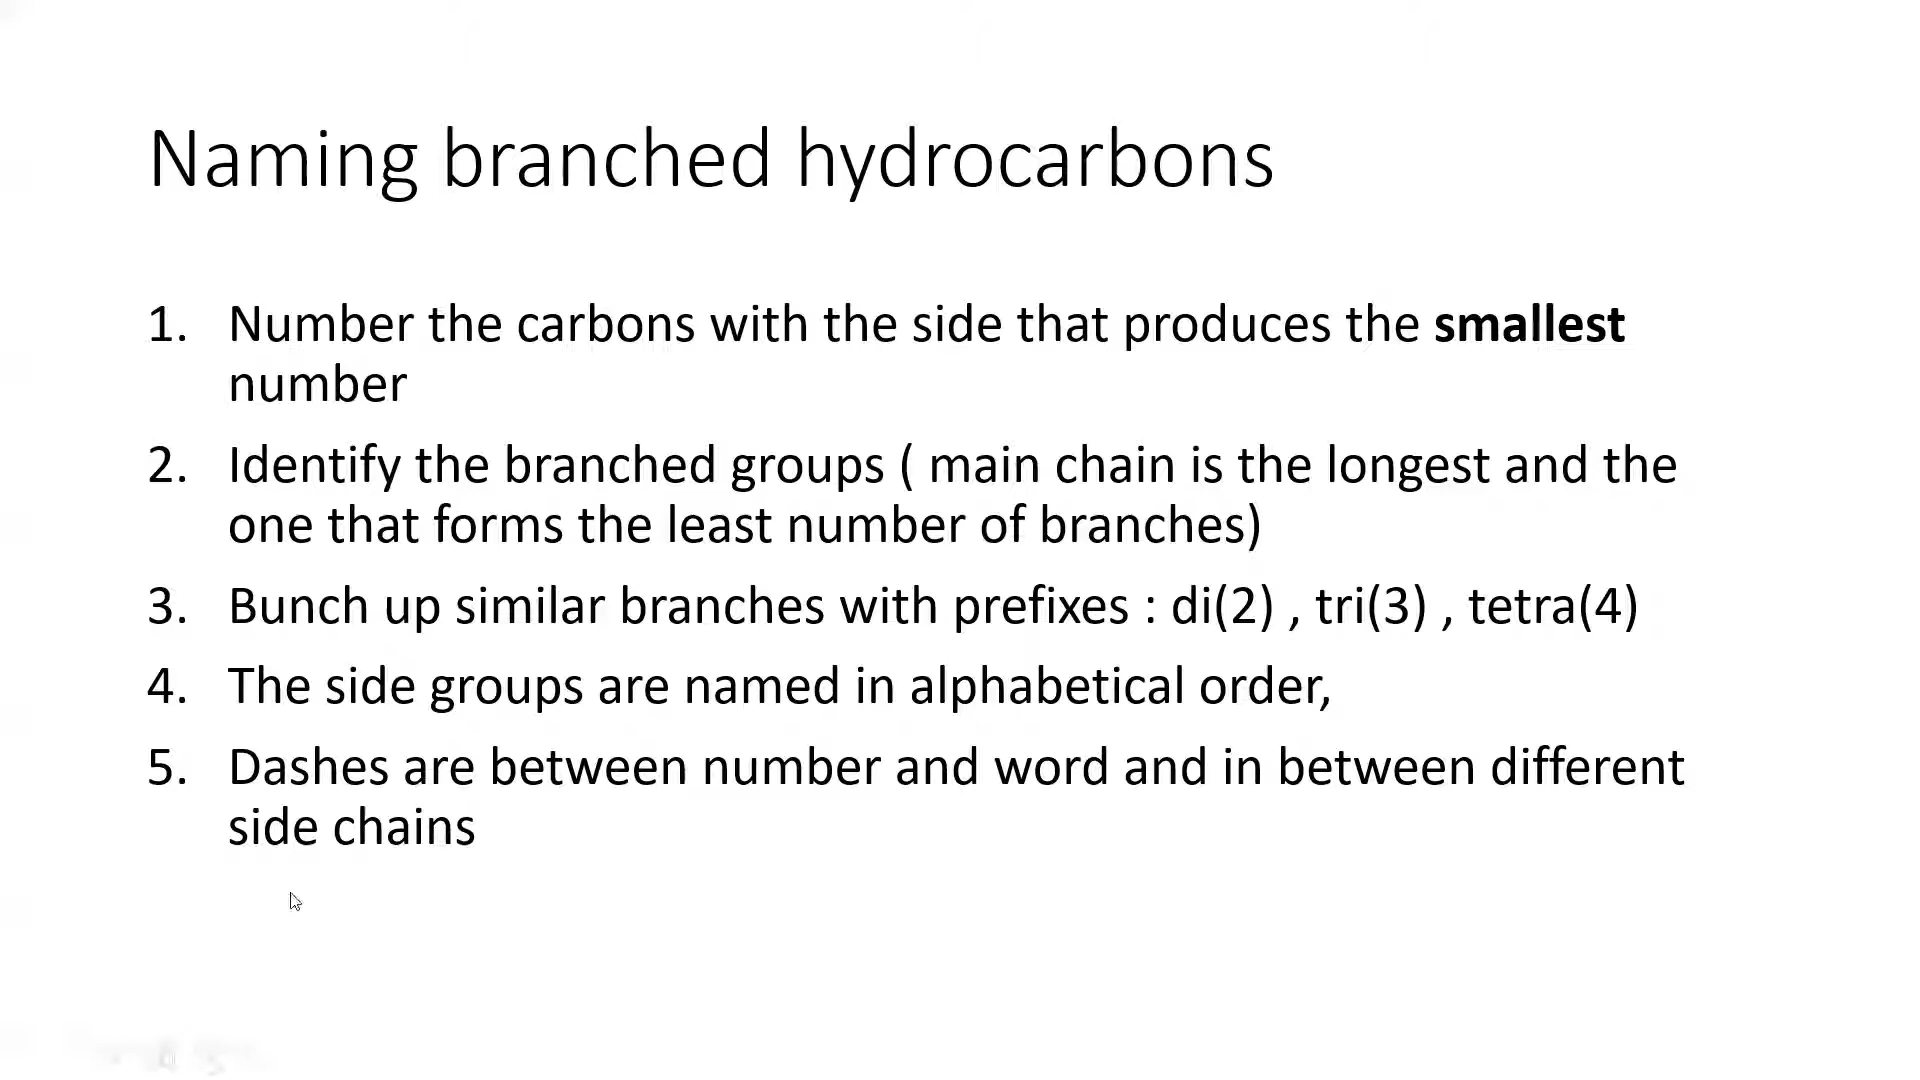 Naming branched hydrocarbons
1. Number the carbons with the side that produces the smallest
number
2. Identify the branched groups ( main chain is the longest and the
one that forms the least number of branches)
3. Bunch up similar branches with prefixes : di(2) , tri(3) , tetra(4)
4. The side groups are named in alphabetical order,
5. Dashes are between number and word and in between different
side chains